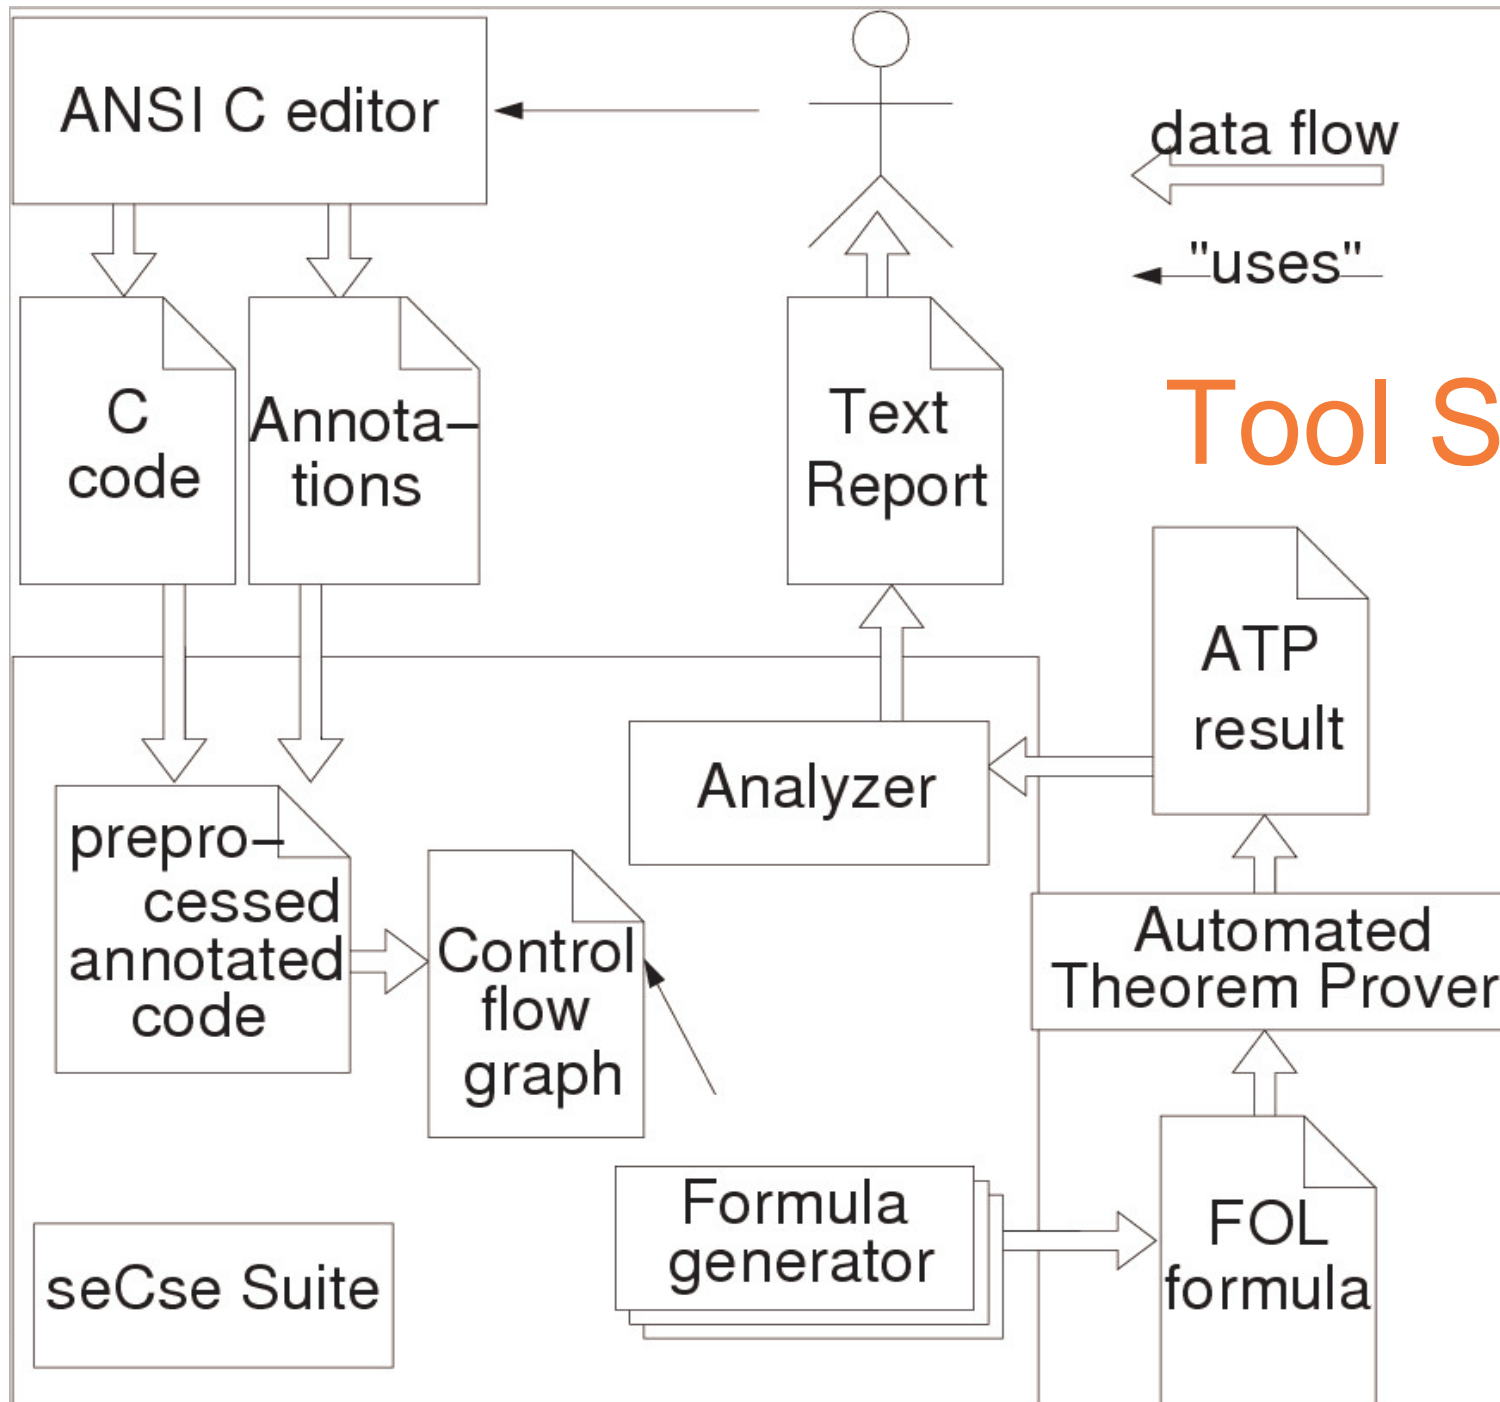 ANSI C editor
data flow
"uses"
C
code
Annota–
tions
Text
Report
Tool S
ATP
result
Analyzer
prepro–
cessed
annotated
code
Control
flow
graph
Automated
Theorem Prover
Formula
generator
FOL
formula
seCse Suite